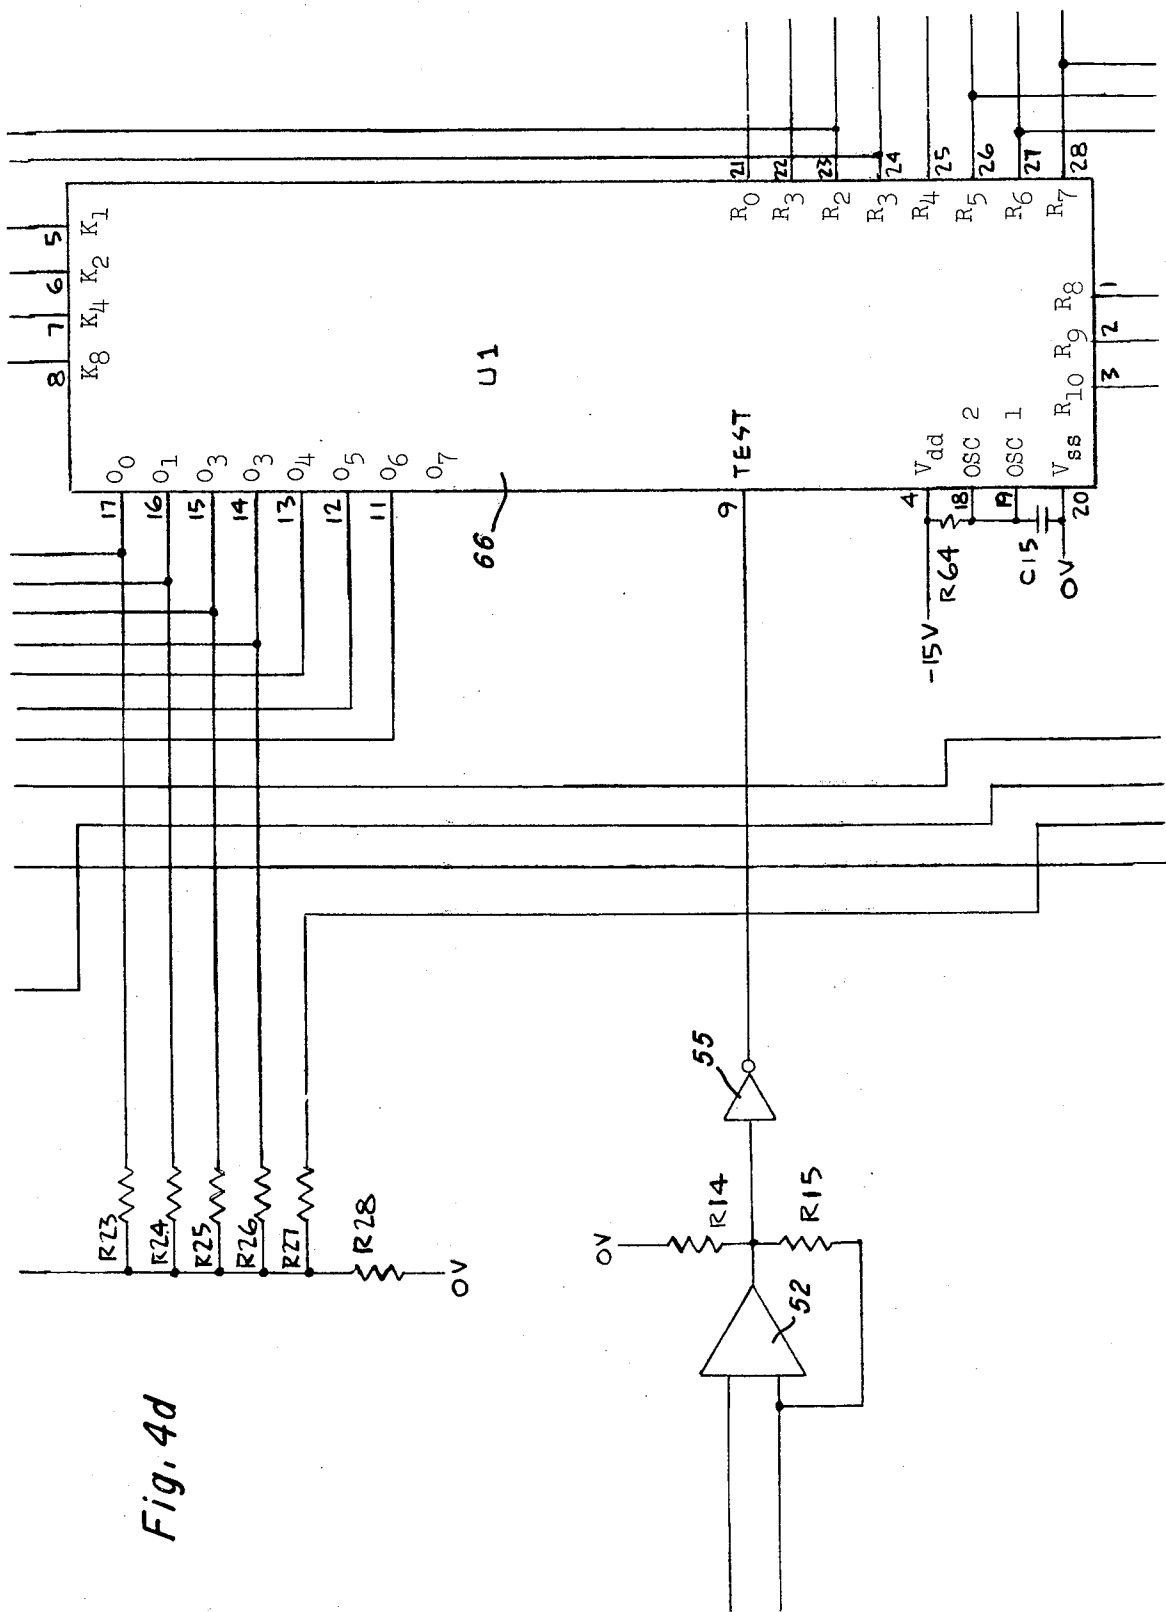 Fig. 4d
8 7 6 5
K8 K4 K2 K1
21 22 23 24 25 26 27 28
R0 R3 R2 R3 R4 R5 R6 R7
1 2 3
R8 R9 R10
U1
66
17 16 15 14 13 12 11
O0 O1 O3 O3 O4 O5 O6 O7
9 TEST
4 18 19 20
Vdd OSC 2 OSC 1 Vss
-15V
R64
C15
0V
55
R14
R15
0V
52
R23
R24
R25
R26
R27
R28
0V